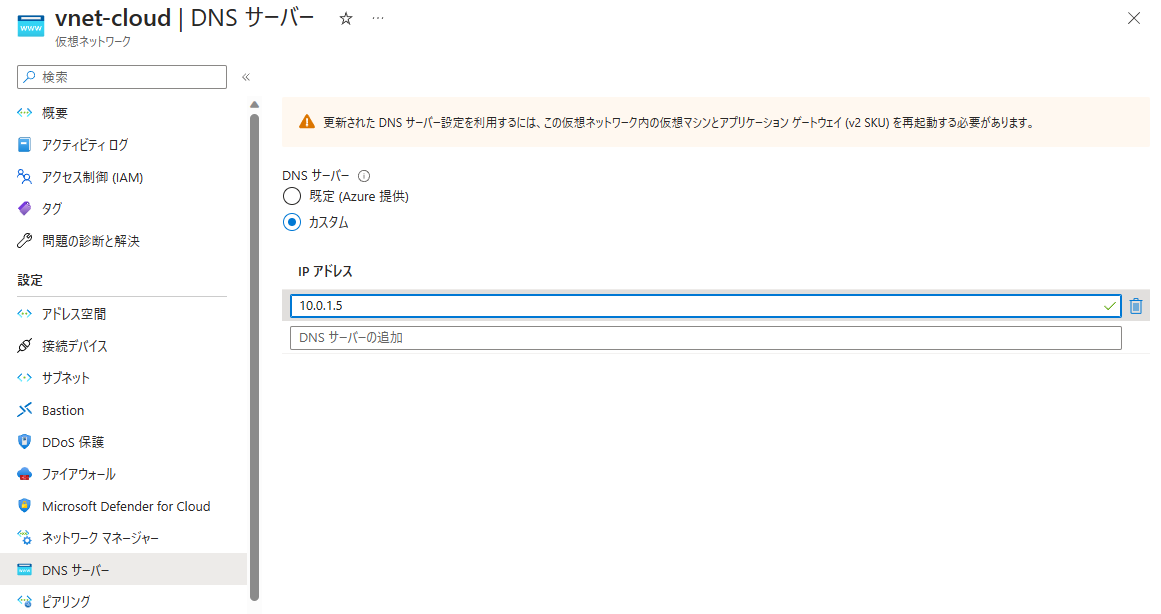 vnet-cloud | DNS サーバー
仮想ネットワーク
検索
概要
アクティビティ ログ
アクセス制御 (IAM)
タグ
問題の診断と解決
設定
アドレス空間
接続デバイス
サブネット
Bastion
DDoS 保護
ファイアウォール
Microsoft Defender for Cloud
ネットワーク マネージャー
DNS サーバー
ピアリング
更新された DNS サーバー設定を利用するには、この仮想ネットワーク内の仮想マシンとアプリケーション ゲートウェイ (v2 SKU) を再起動する必要があります。
DNS サーバー
既定 (Azure 提供)
カスタム
IP アドレス
10.0.1.5
DNS サーバーの追加